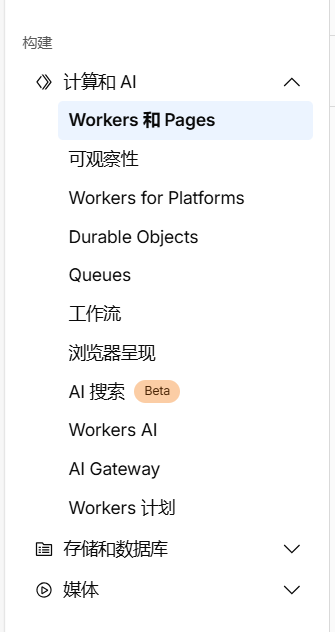 构建
计算和 AI
Workers 和 Pages
可观察性
Workers for Platforms
Durable Objects
Queues
工作流
浏览器呈现
AI 搜索 Beta
Workers AI
AI Gateway
Workers 计划
存储和数据库
媒体